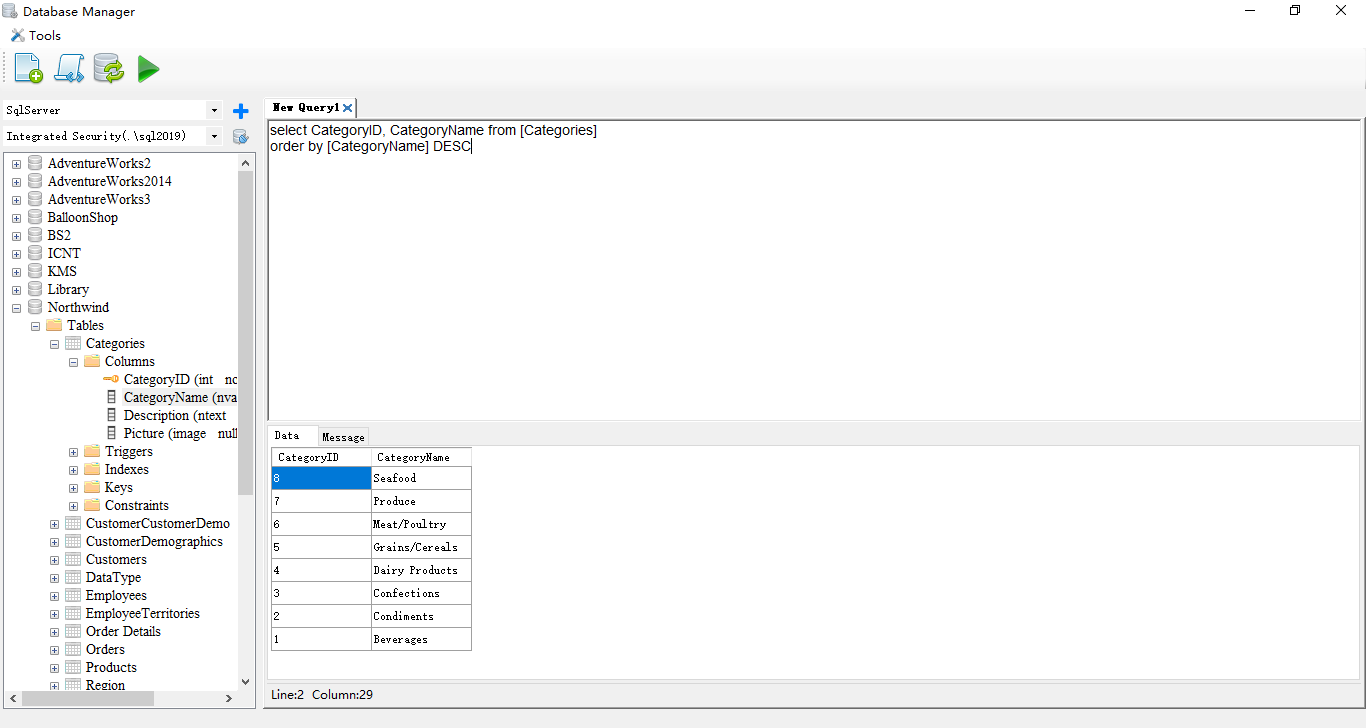 Database Manager
Tools
SqlServer
Integrated Security(.\sql2019)
AdventureWorks2
AdventureWorks2014
AdventureWorks3
BalloonShop
BS2
ICNT
KMS
Library
Northwind
Tables
Categories
Columns
CategoryID (int nc
CategoryName (nva
Description (ntext
Picture (image null
Triggers
Indexes
Keys
Constraints
CustomerCustomerDemo
CustomerDemographics
Customers
DataType
Employees
EmployeeTerritories
Order Details
Orders
Products
Region
New Query1
select CategoryID, CategoryName from [Categories]
order by [CategoryName] DESC
Data Message
CategoryID CategoryName
8 Seafood
7 Produce
6 Meat/Poultry
5 Grains/Cereals
4 Dairy Products
3 Confections
2 Condiments
1 Beverages
Line:2 Column:29